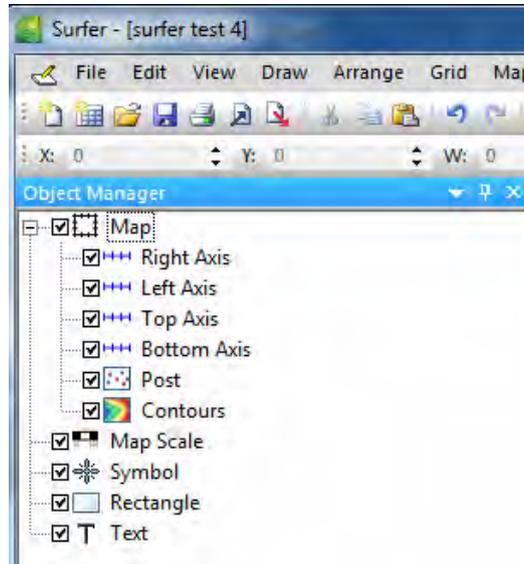 Surfer - [surfer test 4]
File Edit View Draw Arrange Grid Map
X: 0 Y: 0 W: 0
Object Manager
Map
Right Axis
Left Axis
Top Axis
Bottom Axis
Post
Contours
Map Scale
Symbol
Rectangle
T Text